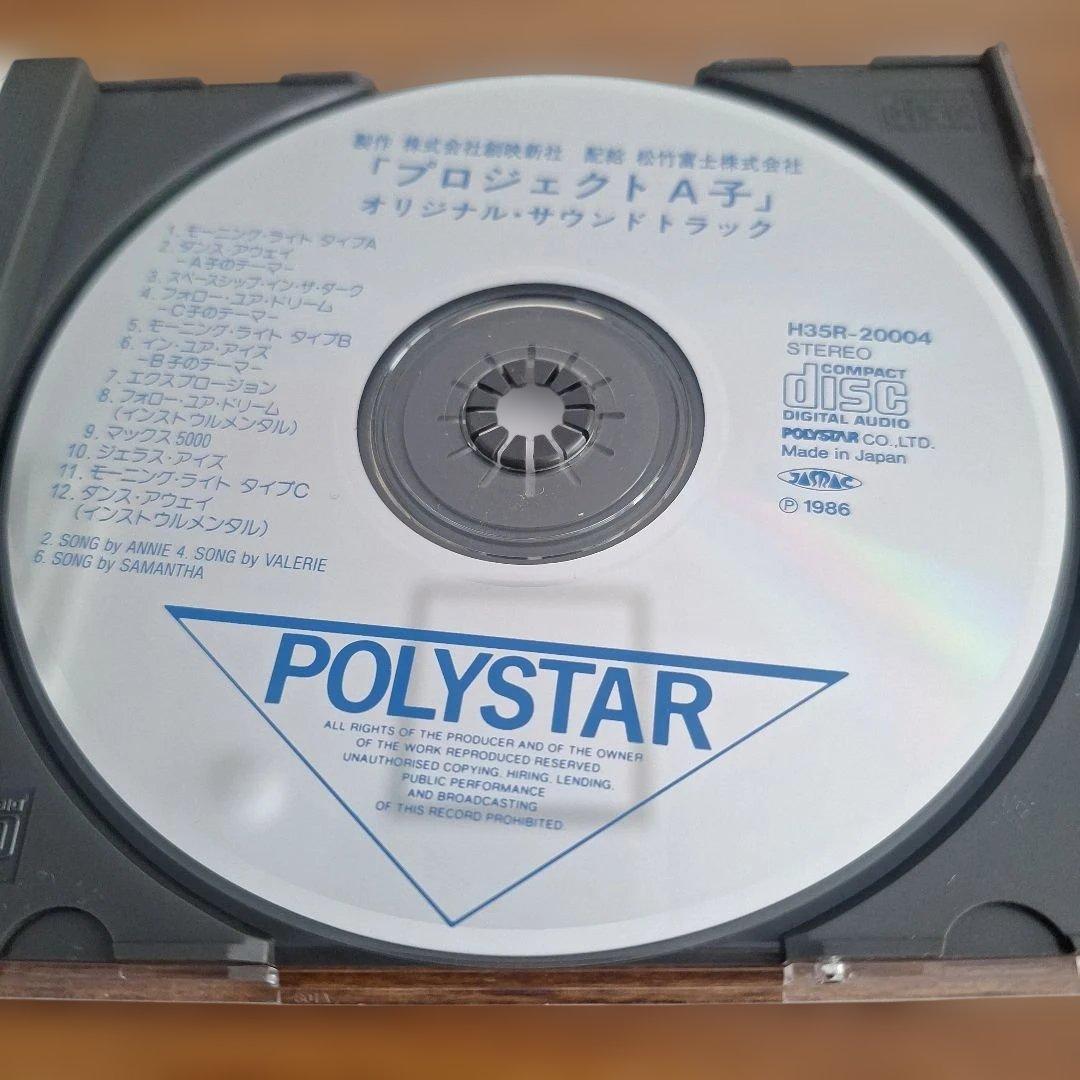 製作 株式会社創映新社 配給 松竹富士株式会社
「プロジェクト A子」
オリジナル・サウンドトラック
1. モーニング・ライト タイプA
2. ダンス・アウェイ
-A子のテーマ-
3. スペースシップ・イン・ザ・ダーク
4. フォロー・ユア・ドリーム
-C子のテーマ-
5. モーニング・ライト タイプB
6. イン・ユア・アイズ
-B子のテーマ-
7. エクスプロージョン
8. フォロー・ユア・ドリーム
(インストゥルメンタル)
9. マックス5000
10. ジェラス・アイズ
11. モーニング・ライト タイプC
12. ダンス・アウェイ
(インストゥルメンタル)
2. SONG by ANNIE 4. SONG by VALERIE
6. SONG by SAMANTHA
H35R-20004
STEREO
COMPACT
disc
DIGITAL AUDIO
POLYSTAR CO.,LTD.
Made in Japan
JASRAC
Ⓟ 1986
POLYSTAR
ALL RIGHTS OF THE PRODUCER AND OF THE OWNER
OF THE WORK REPRODUCED RESERVED.
UNAUTHORISED COPYING, HIRING, LENDING,
PUBLIC PERFORMANCE
AND BROADCASTING
OF THIS RECORD PROHIBITED.